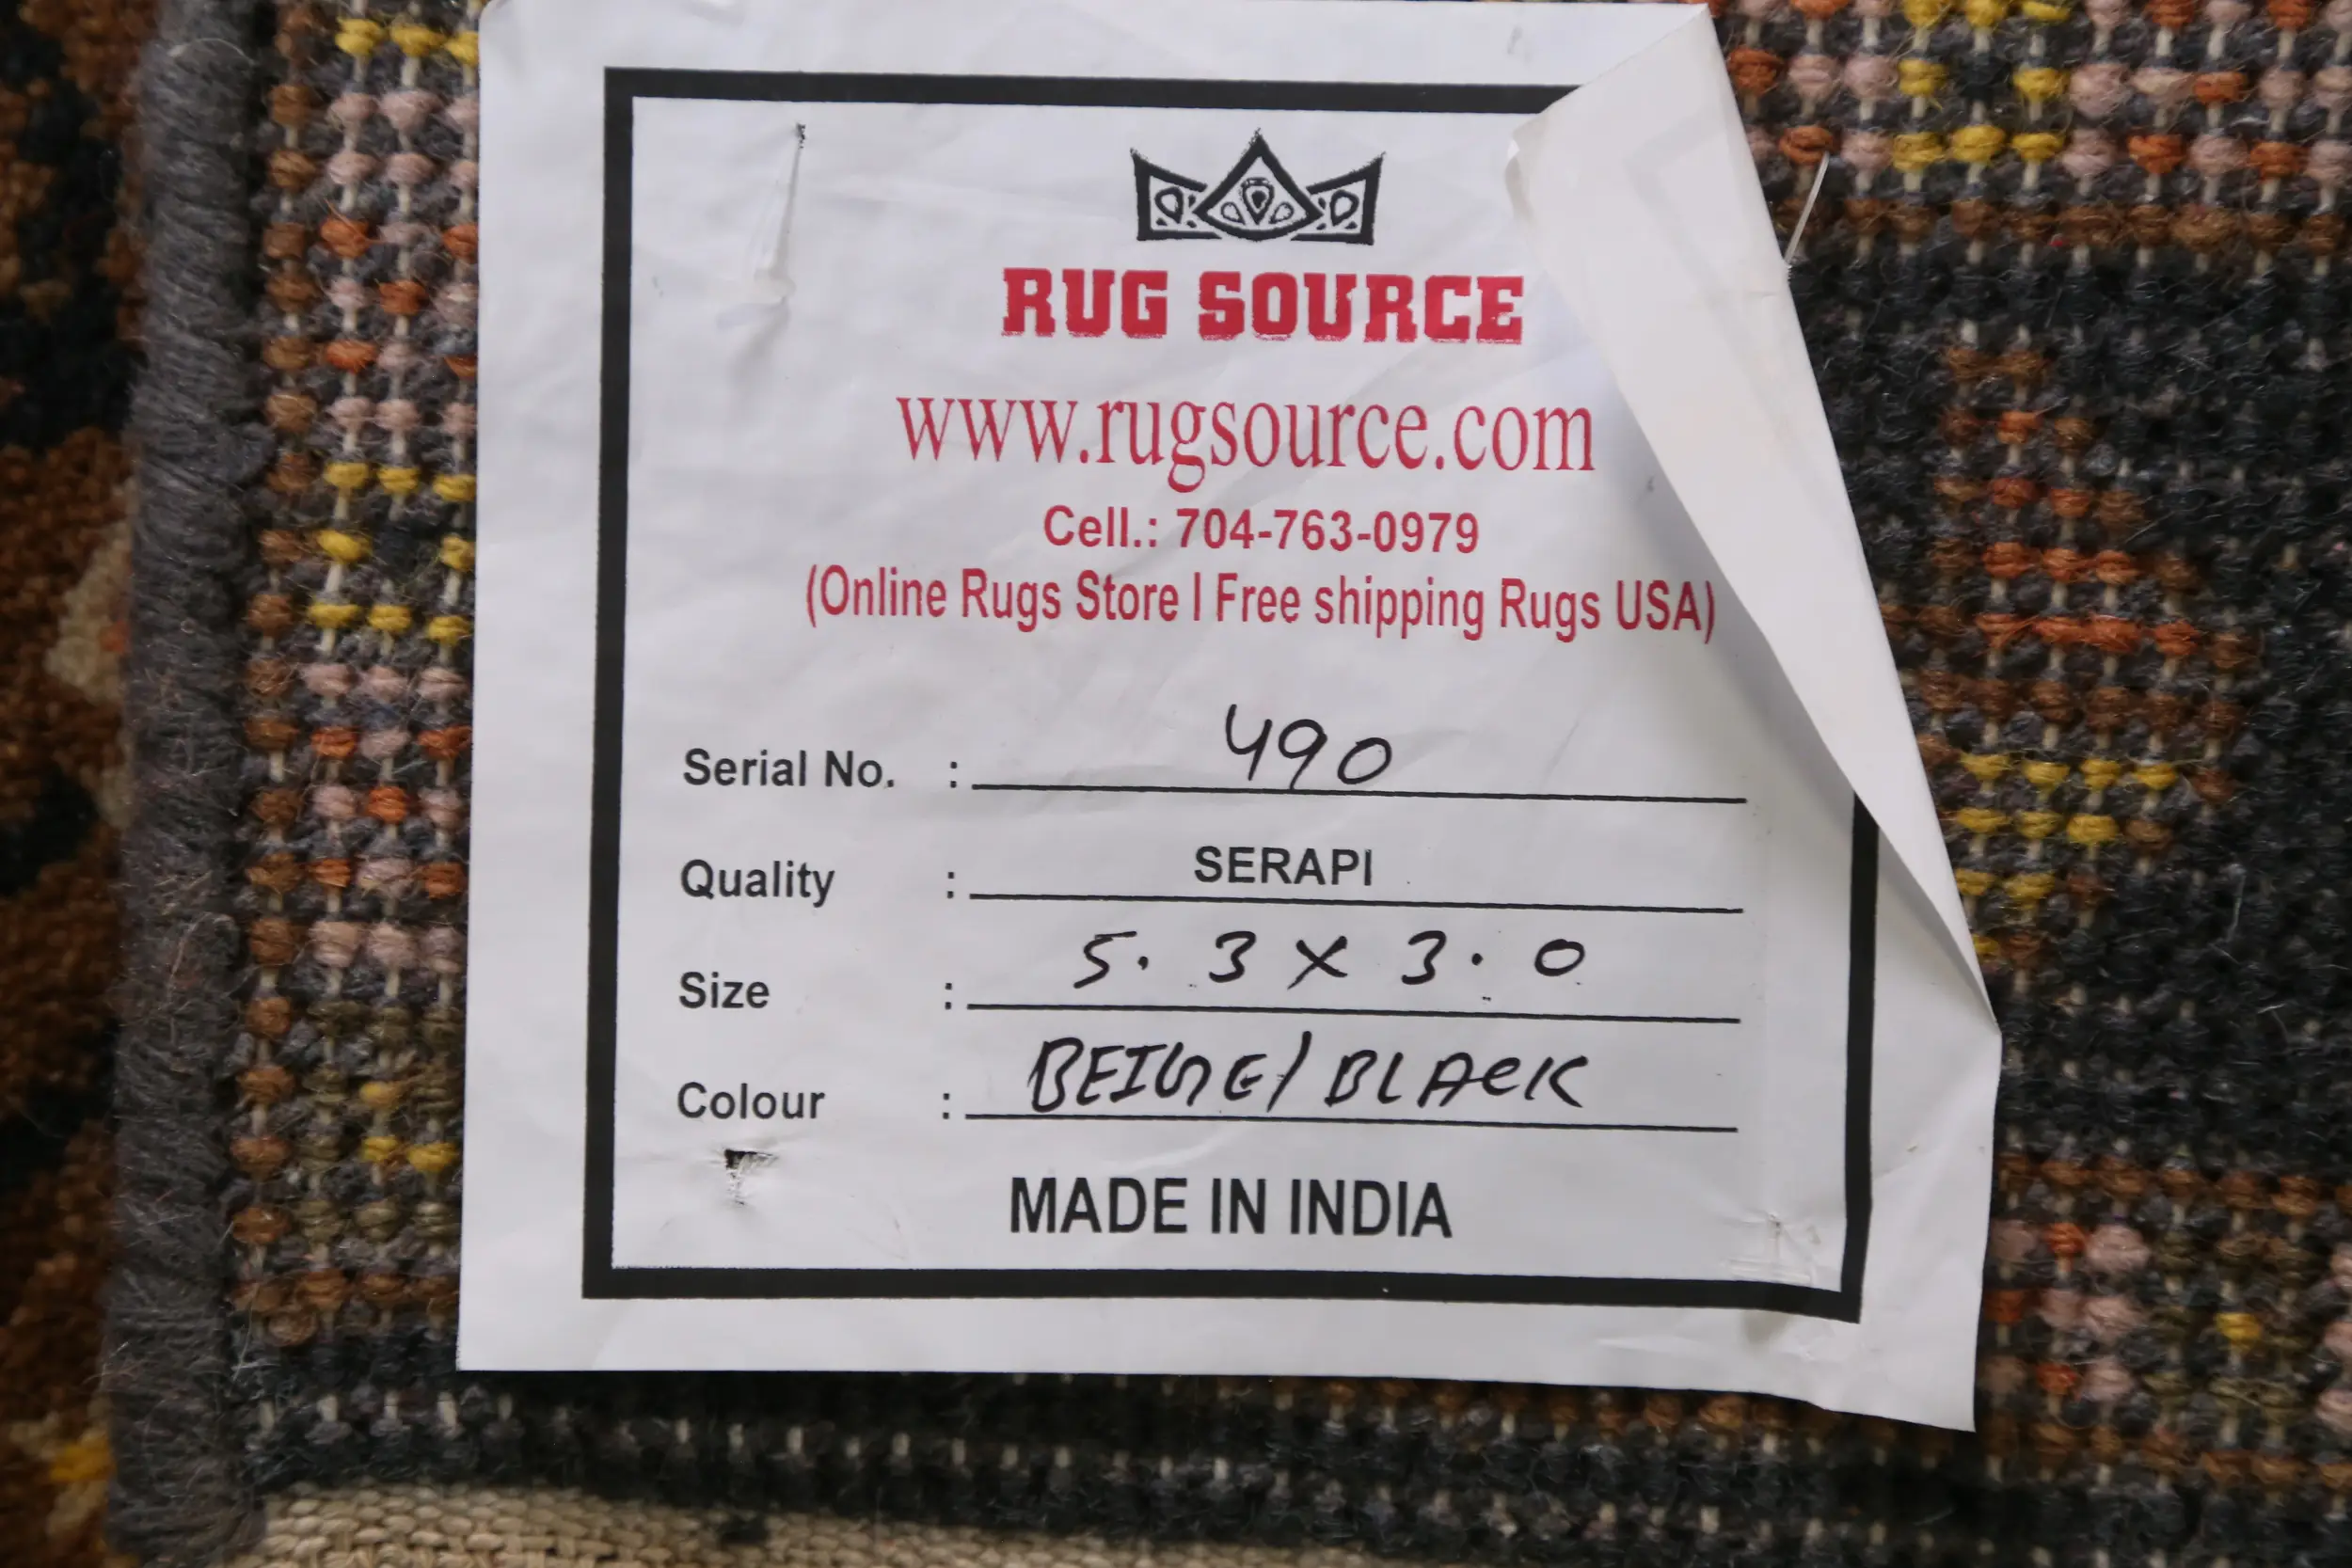 RUG SOURCE
www.rugsource.com
Cell.: 704-763-0979
(Online Rugs Store | Free shipping Rugs USA)
Serial No. : 490
Quality : SERAPI
Size : 5.3 x 3.0
Colour : BEIGE/BLACK
MADE IN INDIA